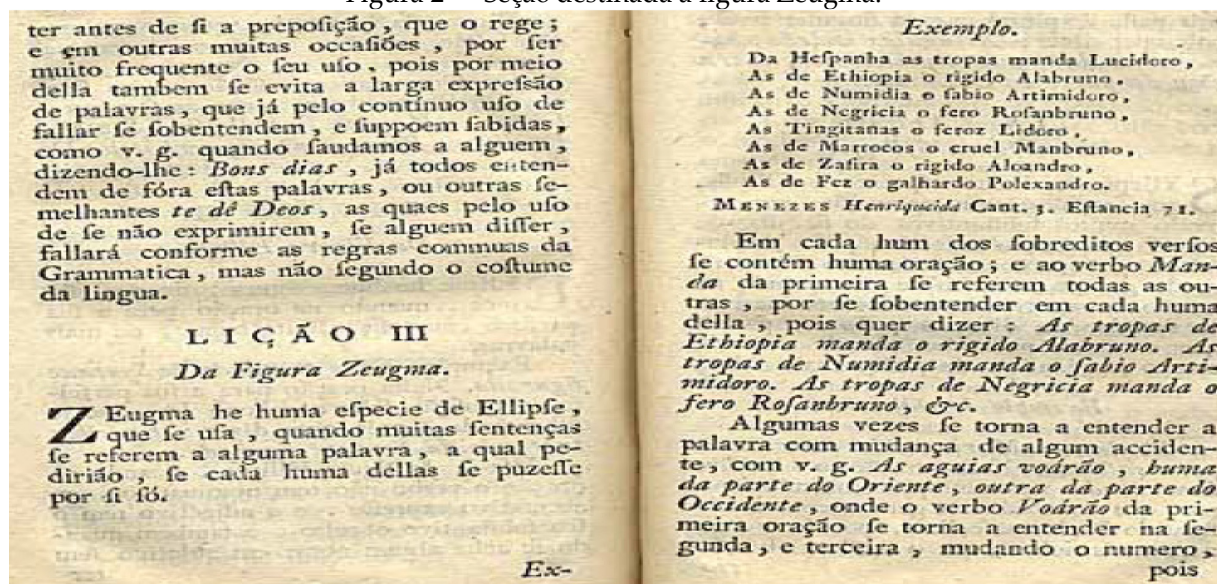 Figura 2 — Seção destinada à figura Zeugma.
ter antes de ſi a prepoſição, que o rege;
e em outras muitas occaſiões, por ſer
muito frequente o ſeu uſo, pois por meio
della tambem ſe evita a larga expreſsão
de palavras, que já pelo contínuo uſo de
fallar ſe ſobentendem, e ſuppoem ſabidas,
como v. g. quando ſaudamos a alguem,
dizendo-lhe: Bons dias, já todos enten-
dem de fóra eſtas palavras, ou outras ſe-
melhantes te dê Deos, as quaes pelo uſo
de ſe não exprimirem, ſe alguem diſſer,
fallará conforme as regras commuas da
Grammatica, mas não ſegundo o coſtume
da lingua.
LIÇÃO III
Da Figura Zeugma.
ZEugma he huma eſpecie de Ellipſe,
que ſe uſa, quando muitas ſentenças
ſe referem a alguma palavra, a qual pe-
dirião, ſe cada huma dellas ſe puzeſſe
por ſi ſó.
Ex-
Exemplo.
Da Heſpanha as tropas manda Lucidoro,
As de Ethiopia o rigido Alabruno,
As de Numidia o ſabio Artimidoro,
As de Negricia o fero Roſanbruno,
As Tingitanas o feroz Lidoro,
As de Marrocos o cruel Manbruno,
As de Zafira o rigido Aloandro,
As de Fez o galhardo Polexandro.
MENEZES Henriqueida Cant. 3. Eſtancia 71.
Em cada hum dos ſobreditos verſos
ſe contém huma oração; e ao verbo Man-
da da primeira ſe referem todas as ou-
tras, por ſe ſobentender em cada huma
della, pois quer dizer: As tropas de
Ethiopia manda o rigido Alabruno. As
tropas de Numidia manda o ſabio Arti-
midoro. As tropas de Negricia manda o
fero Roſanbruno, &c.
Algumas vezes ſe torna a entender a
palavra com mudança de algum acciden-
te, com v. g. As aguias voárão, huma
da parte do Oriente, outra da parte do
Occidente, onde o verbo Voárão da pri-
meira oração ſe torna a entender na ſe-
gunda, e terceira, mudando o numero,
pois